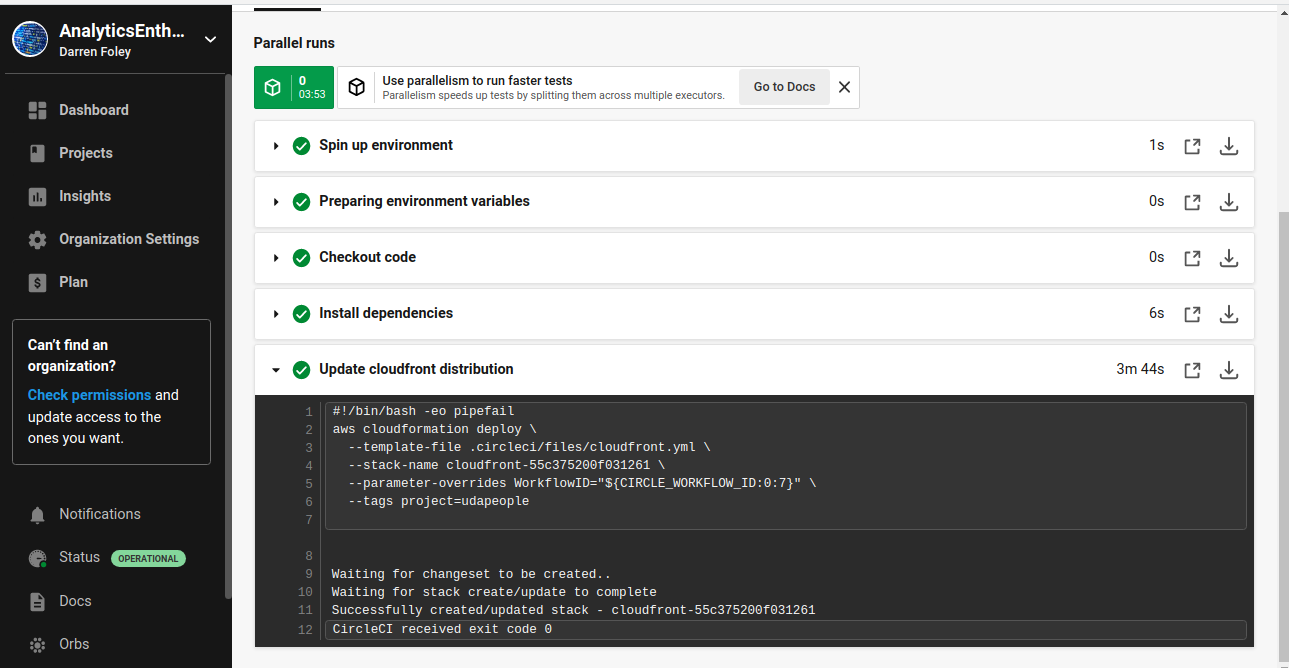 AnalyticsEnth...
Darren Foley
Dashboard
Projects
Insights
Organization Settings
Plan
Can't find an
organization?
Check permissions and
update access to the
ones you want.
Notifications
Status OPERATIONAL
Docs
Orbs
Parallel runs
0
03:53
Use parallelism to run faster tests
Parallelism speeds up tests by splitting them across multiple executors.
Go to Docs
Spin up environment 1s
Preparing environment variables 0s
Checkout code 0s
Install dependencies 6s
Update cloudfront distribution 3m 44s
1 #!/bin/bash -eo pipefail
2 aws cloudformation deploy \
3   --template-file .circleci/files/cloudfront.yml \
4   --stack-name cloudfront-55c375200f031261 \
5   --parameter-overrides WorkflowID="${CIRCLE_WORKFLOW_ID:0:7}" \
6   --tags project=udapeople
7
8
9 Waiting for changeset to be created..
10 Waiting for stack create/update to complete
11 Successfully created/updated stack - cloudfront-55c375200f031261
12 CircleCI received exit code 0